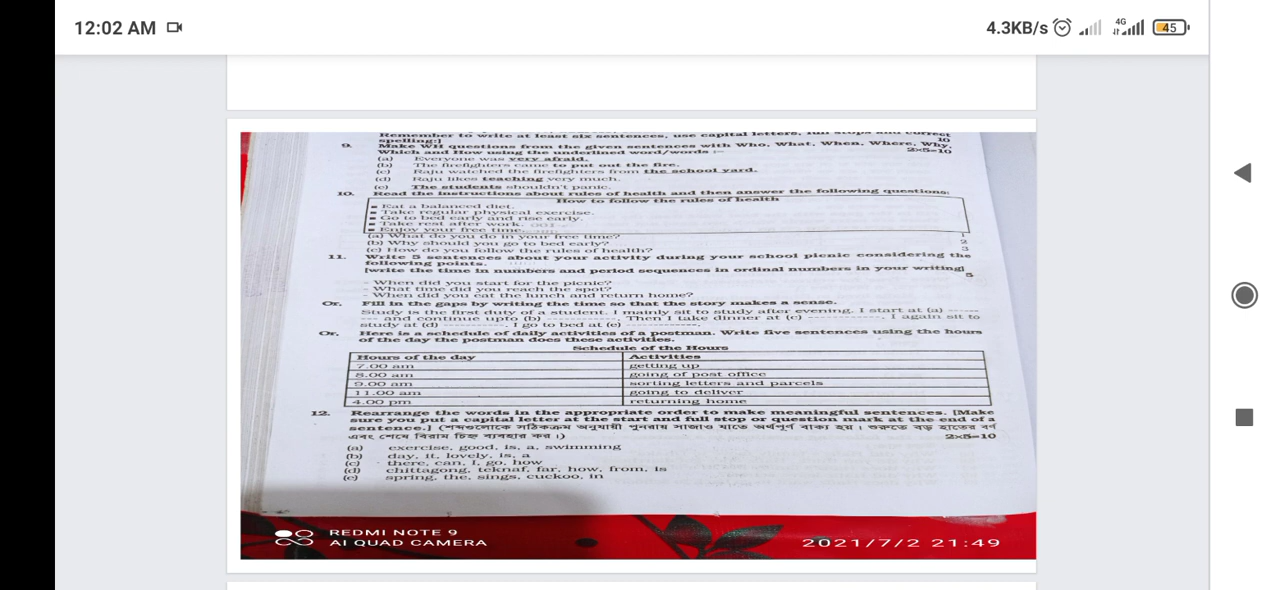 12:02 AM
4.3KB/s 4G 45
Remember to write at least six sentences, use capital letters, full stops and correct
spelling:] 10
9. Make WH questions from the given sentences with Who, What, When, Where, Why,
Which and How using the underlined word/words :– 2×5=10
(a) Everyone was very afraid.
(b) The firefighters came to put out the fire.
(c) Raju watched the firefighters from the school yard.
(d) Raju likes teaching very much.
(e) The students shouldn't panic.
10. Read the instructions about rules of health and then answer the following questions:
How to follow the rules of health
Eat a balanced diet.
Take regular physical exercise.
Go to bed early and rise early.
Take rest after work.
Enjoy your free time.
(a) What do you do in your free time? 1
(b) Why should you go to bed early? 2
(c) How do you follow the rules of health? 3
11. Write 5 sentences about your activity during your school picnic considering the
following points.
[write the time in numbers and period sequences in ordinal numbers in your writing]
5
- When did you start for the picnic?
- What time did you reach the spot?
- When did you eat the lunch and return home?
Or. Fill in the gaps by writing the time so that the story makes a sense.
Study is the first duty of a student. I mainly sit to study after evening. I start at (a) ------
--- and continue upto (b) ------------. Then I take dinner at (c) -------------. I again sit to
study at (d) -----------. I go to bed at (e) -------------.
Or. Here is a schedule of daily activities of a postman. Write five sentences using the hours
of the day the postman does these activities.
Schedule of the Hours
Hours of the day Activities
7.00 am getting up
8.00 am going of post office
9.00 am sorting letters and parcels
11.00 am going to deliver
4.00 pm returning home
12. Rearrange the words in the appropriate order to make meaningful sentences. [Make
sure you put a capital letter at the start and full stop or question mark at the end of a
sentence.] (শব্দগুলোকে সঠিকক্রম অনুযায়ী পুনরায় সাজাও যাতে অর্থপূর্ণ বাক্য হয়। শুরুতে বড় হাতের বর্ণ
এবং শেষে বিরাম চিহ্ন ব্যবহার কর।) 2×5=10
(a) exercise, good, is, a, swimming
(b) day, it, lovely, is, a
(c) there, can, I, go, how
(d) chittagong, teknaf, far, how, from, is
(e) spring, the, sings, cuckoo, in
REDMI NOTE 9
AI QUAD CAMERA
2021/7/2 21:49